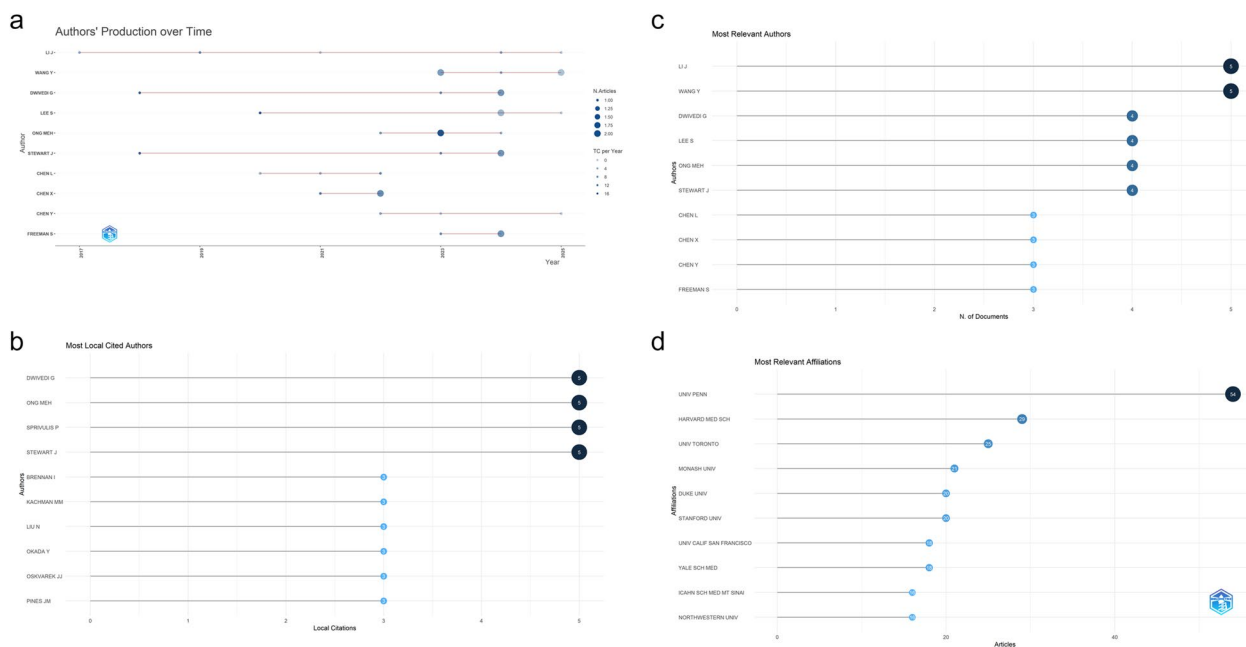 a
Authors' Production over Time
LI J
WANG Y
DWIVEDI G
LEE S
ONG MEH
STEWART J
CHEN L
CHEN X
CHEN Y
FREEMAN S
Author
2017
2019
2021
2023
2025
Year
N.Articles
1.00
1.25
1.50
1.75
2.00
TC per Year
0
4
8
12
16
b
Most Local Cited Authors
DWIVEDI G
5
ONG MEH
5
SPRIVULIS P
5
STEWART J
5
BRENNAN I
3
KACHMAN MM
3
LIU N
3
OKADA Y
3
OSKVAREK JJ
3
PINES JM
3
Authors
0
1
2
3
4
5
Local Citations
c
Most Relevant Authors
LI J
5
WANG Y
5
DWIVEDI G
4
LEE S
4
ONG MEH
4
STEWART J
4
CHEN L
3
CHEN X
3
CHEN Y
3
FREEMAN S
3
Authors
0
1
2
3
4
5
N. of Documents
d
Most Relevant Affiliations
UNIV PENN
54
HARVARD MED SCH
29
UNIV TORONTO
25
MONASH UNIV
21
DUKE UNIV
20
STANFORD UNIV
20
UNIV CALIF SAN FRANCISCO
18
YALE SCH MED
18
ICAHN SCH MED MT SINAI
16
NORTHWESTERN UNIV
16
Affiliations
0
20
40
Articles